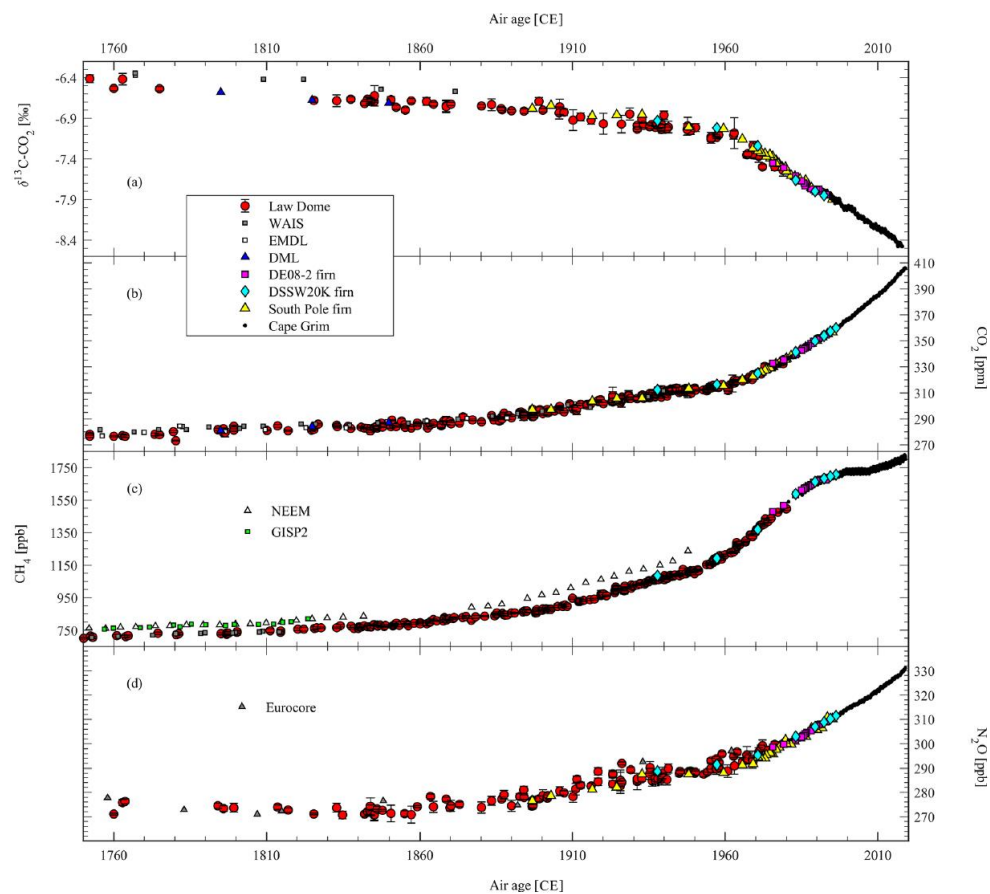 Air age [CE]
1760 1810 1860 1910 1960 2010
-6.4
-6.9
-7.4
-7.9
-8.4
δ¹³C-CO₂ [‰]
(a)
Law Dome
WAIS
EMDL
DML
DE08-2 firn
DSSW20K firn
South Pole firn
Cape Grim
(b)
410
390
370
350
330
310
290
270
CO₂ [ppm]
1750
1550
1350
1150
950
750
CH₄ [ppb]
(c)
NEEM
GISP2
(d)
Eurocore
330
320
310
300
290
280
270
N₂O [ppb]
1760 1810 1860 1910 1960 2010
Air age [CE]